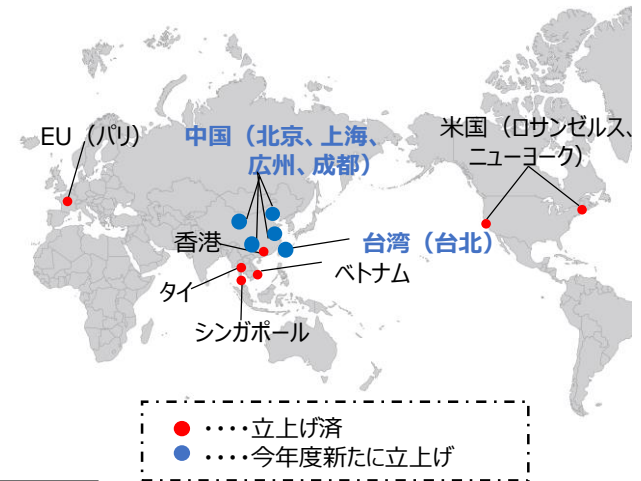 EU（パリ）
中国（北京、上海、
広州、成都）
米国（ロサンゼルス、
ニューヨーク）
香港
台湾（台北）
タイ
ベトナム
シンガポール
・・・・立上げ済
・・・・今年度新たに立上げ